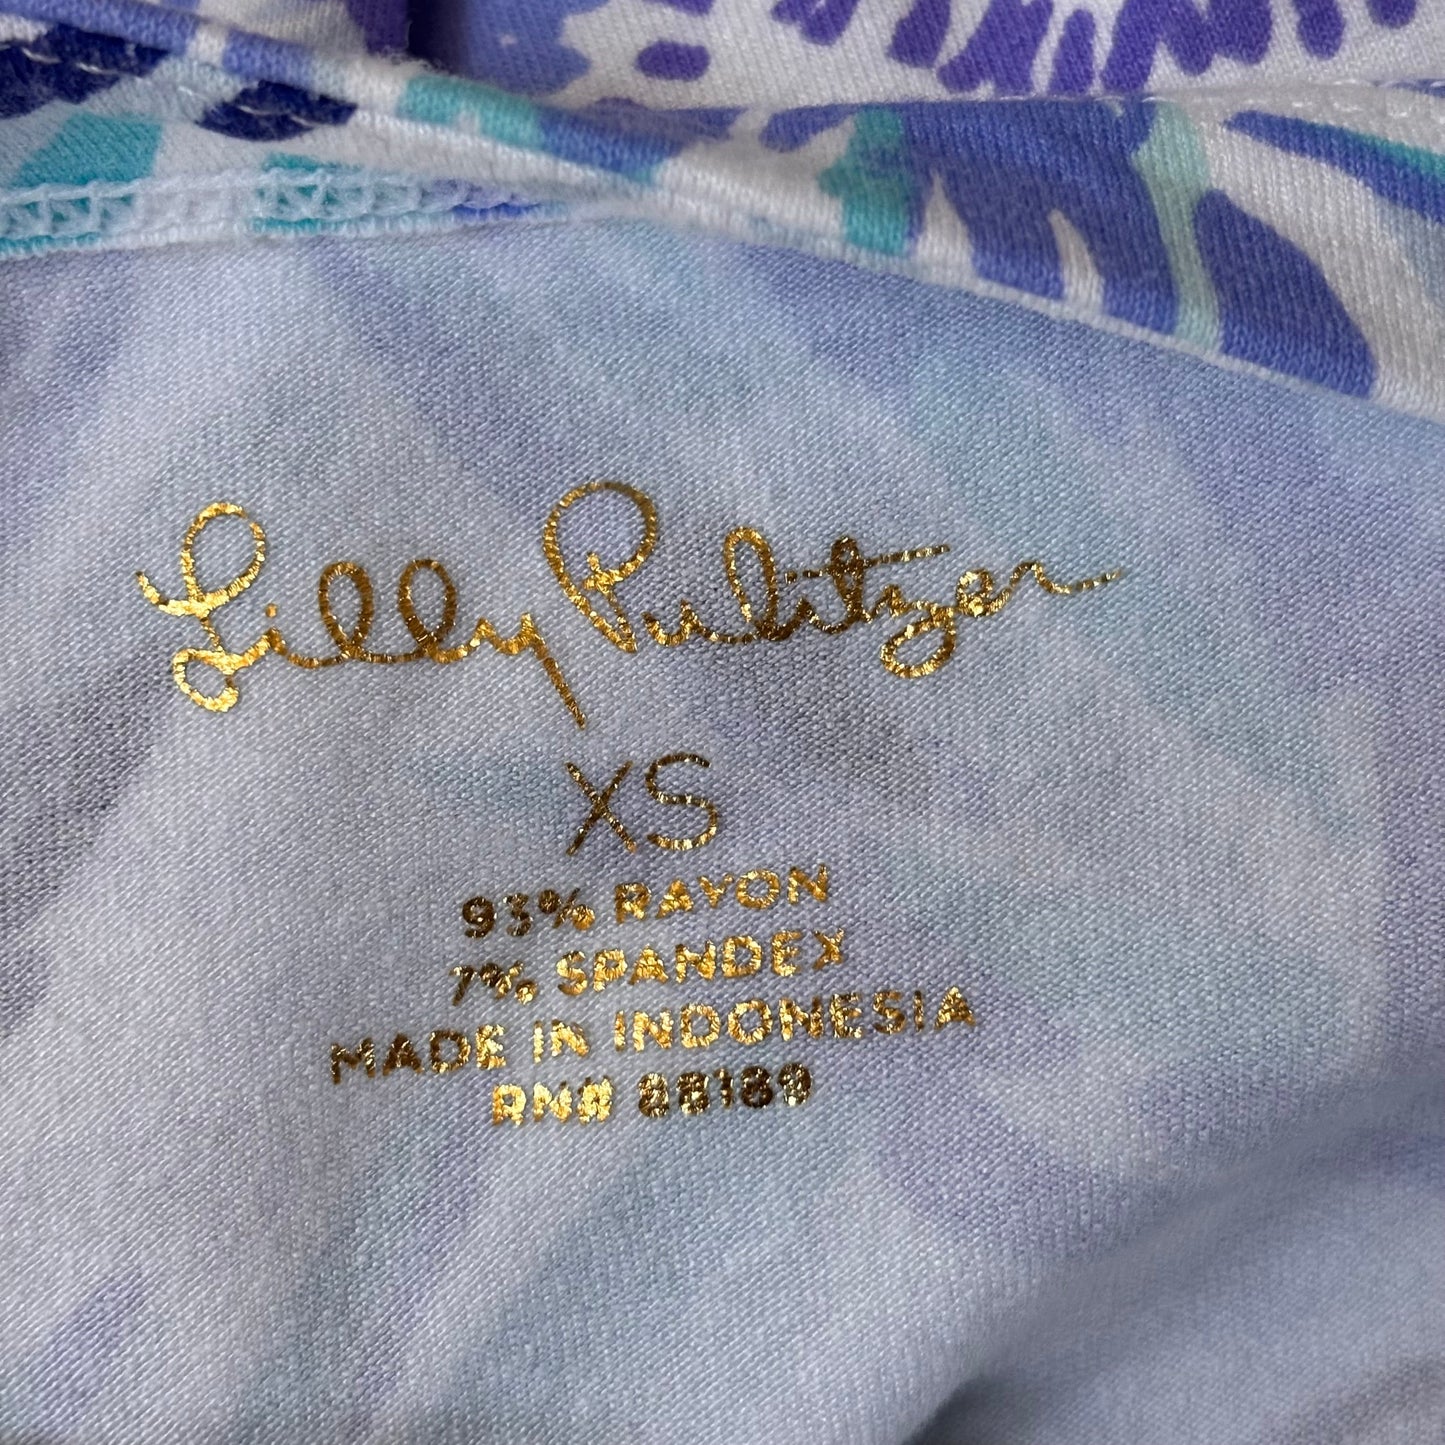 Lilly Pulitzer
XS
93% RAYON
7% SPANDEX
MADE IN INDONESIA
RN# 88189